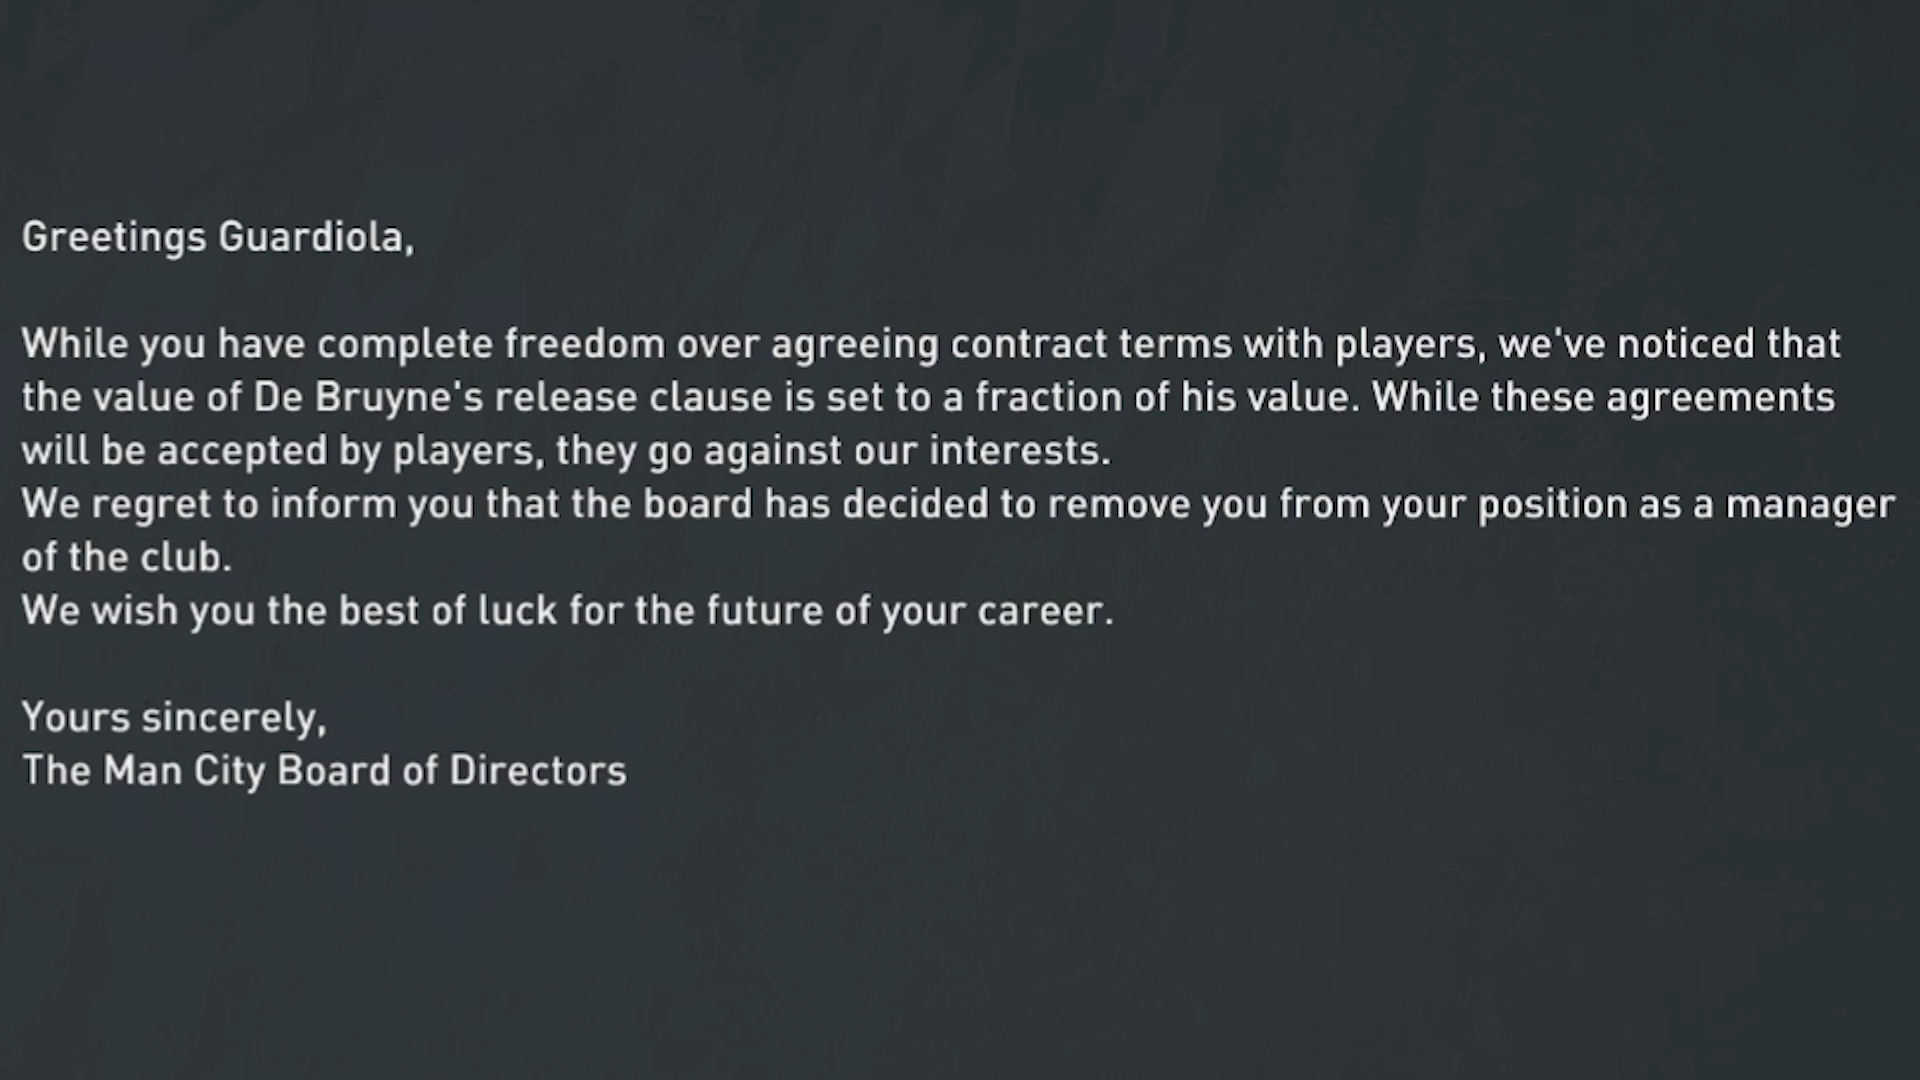 Greetings Guardiola,
While you have complete freedom over agreeing contract terms with players, we've noticed that
the value of De Bruyne's release clause is set to a fraction of his value. While these agreements
will be accepted by players, they go against our interests.
We regret to inform you that the board has decided to remove you from your position as a manager
of the club.
We wish you the best of luck for the future of your career.
Yours sincerely,
The Man City Board of Directors